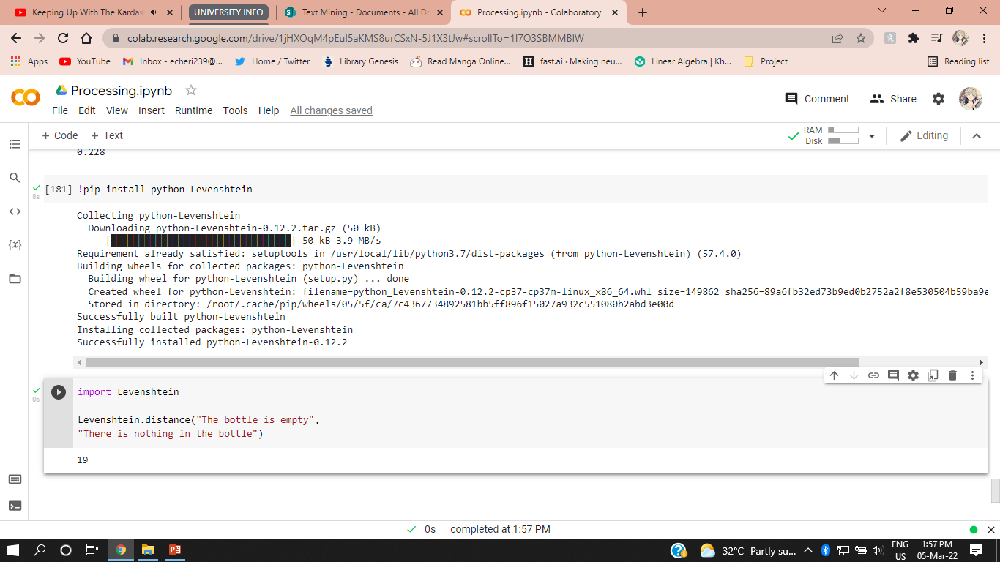 Keeping Up With The Kardas
UNIVERSITY INFO
Text Mining - Documents - All Do
Processing.ipynb - Colaboratory
colab.research.google.com/drive/1jHXOqM4pEuI5aKMS8urCSxN-5J1X3tJw#scrollTo=1I7O3SBMMBlW
Apps
YouTube
Inbox - echeri239@...
Home / Twitter
Library Genesis
Read Manga Online...
H
fast.ai · Making neu...
Linear Algebra | Kh...
Project
Reading list
Processing.ipynb
Comment
Share
File Edit View Insert Runtime Tools Help All changes saved
+ Code + Text
RAM
Disk
Editing
0.228
[181] !pip install python-Levenshtein
8s
Collecting python-Levenshtein
Downloading python-Levenshtein-0.12.2.tar.gz (50 kB)
50 kB 3.9 MB/s
Requirement already satisfied: setuptools in /usr/local/lib/python3.7/dist-packages (from python-Levenshtein) (57.4.0)
Building wheels for collected packages: python-Levenshtein
Building wheel for python-Levenshtein (setup.py) ... done
Created wheel for python-Levenshtein: filename=python_Levenshtein-0.12.2-cp37-cp37m-linux_x86_64.whl size=149862 sha256=89a6fb32ed73b9ed0b2752a2f8e530504b59ba9e
Stored in directory: /root/.cache/pip/wheels/05/5f/ca/7c4367734892581bb5ff896f15027a932c551080b2abd3e00d
Successfully built python-Levenshtein
Installing collected packages: python-Levenshtein
Successfully installed python-Levenshtein-0.12.2
0s
import Levenshtein
Levenshtein.distance("The bottle is empty",
"There is nothing in the bottle")
19
0s completed at 1:57 PM
32°C Partly su...
ENG
US
1:57 PM
05-Mar-22